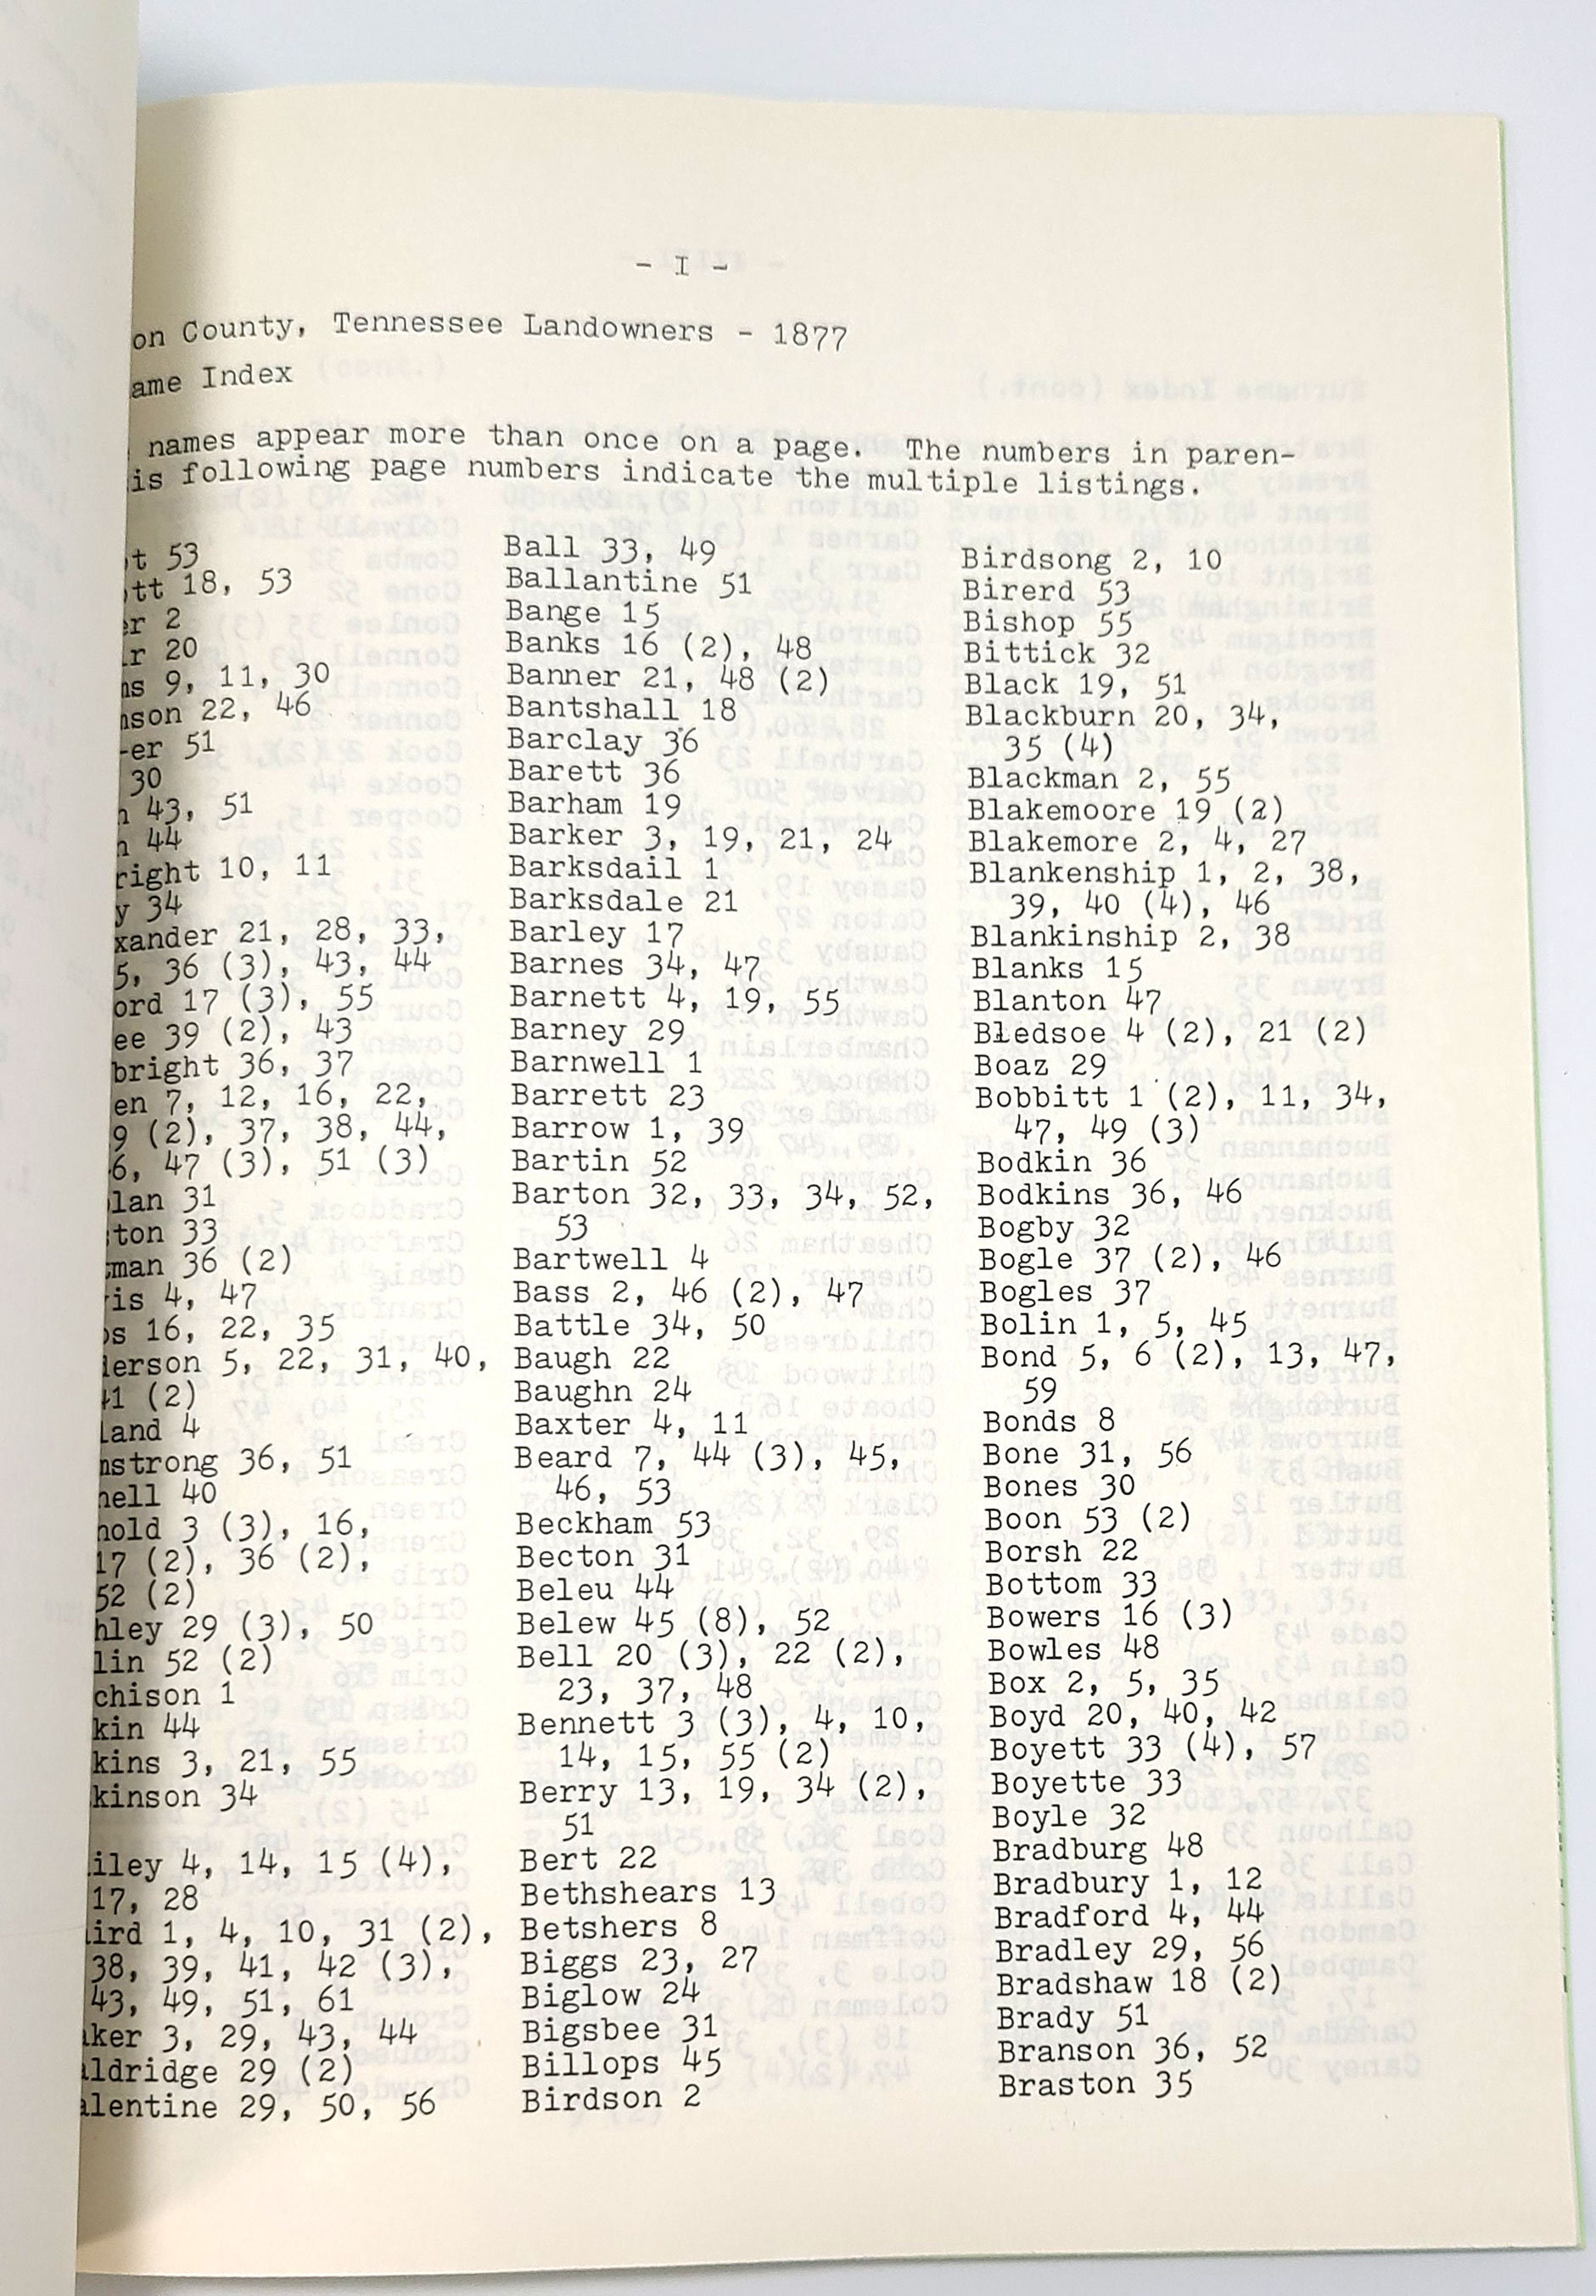 - I -
on County, Tennessee Landowners - 1877
ame Index
names appear more than once on a page. The numbers in paren-
is following page numbers indicate the multiple listings.
t 53
tt 18, 53
er 2
ir 20
ms 9, 11, 30
nson 22, 46
er 51
30
n 43, 51
n 44
right 10, 11
y 34
xander 21, 28, 33,
5, 36 (3), 43, 44
ord 17 (3), 55
ee 39 (2), 43
bright 36, 37
en 7, 12, 16, 22,
9 (2), 37, 38, 44,
6, 47 (3), 51 (3)
lan 31
ton 33
tman 36 (2)
vis 4, 47
os 16, 22, 35
derson 5, 22, 31, 40,
41 (2)
land 4
mstrong 36, 51
nell 40
nold 3 (3), 16,
17 (2), 36 (2),
52 (2)
hley 29 (3), 50
lin 52 (2)
chison 1
kin 44
kins 3, 21, 55
kinson 34
iley 4, 14, 15 (4),
17, 28
aird 1, 4, 10, 31 (2),
38, 39, 41, 42 (3),
43, 49, 51, 61
aker 3, 29, 43, 44
aldridge 29 (2)
alentine 29, 50, 56
Ball 33, 49
Ballantine 51
Bange 15
Banks 16 (2), 48
Banner 21, 48 (2)
Bantshall 18
Barclay 36
Barett 36
Barham 19
Barker 3, 19, 21, 24
Barksdail 1
Barksdale 21
Barley 17
Barnes 34, 47
Barnett 4, 19, 55
Barney 29
Barnwell 1
Barrett 23
Barrow 1, 39
Bartin 52
Barton 32, 33, 34, 52,
53
Bartwell 4
Bass 2, 46 (2), 47
Battle 34, 50
Baugh 22
Baughn 24
Baxter 4, 11
Beard 7, 44 (3), 45,
46, 53
Beckham 53
Becton 31
Beleu 44
Belew 45 (8), 52
Bell 20 (3), 22 (2),
23, 37, 48
Bennett 3 (3), 4, 10,
14, 15, 55 (2)
Berry 13, 19, 34 (2),
51
Bert 22
Bethshears 13
Betshers 8
Biggs 23, 27
Biglow 24
Bigsbee 31
Billops 45
Birdson 2
Birdsong 2, 10
Birerd 53
Bishop 55
Bittick 32
Black 19, 51
Blackburn 20, 34,
35 (4)
Blackman 2, 55
Blakemoore 19 (2)
Blakemore 2, 4, 27
Blankenship 1, 2, 38,
39, 40 (4), 46
Blankinship 2, 38
Blanks 15
Blanton 47
Bledsoe 4 (2), 21 (2)
Boaz 29
Bobbitt 1 (2), 11, 34,
47, 49 (3)
Bodkin 36
Bodkins 36, 46
Bogby 32
Bogle 37 (2), 46
Bogles 37
Bolin 1, 5, 45
Bond 5, 6 (2), 13, 47,
59
Bonds 8
Bone 31, 56
Bones 30
Boon 53 (2)
Borsh 22
Bottom 33
Bowers 16 (3)
Bowles 48
Box 2, 5, 35
Boyd 20, 40, 42
Boyett 33 (4), 57
Boyette 33
Boyle 32
Bradburg 48
Bradbury 1, 12
Bradford 4, 44
Bradley 29, 56
Bradshaw 18 (2)
Brady 51
Branson 36, 52
Braston 35